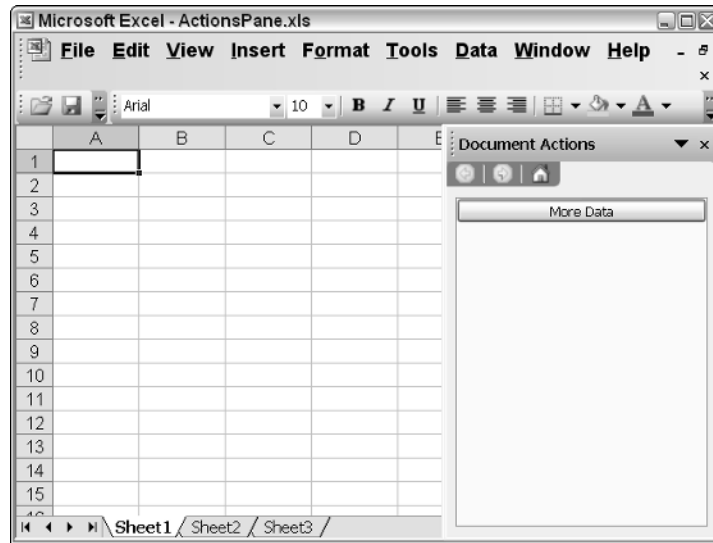 Microsoft Excel - ActionsPane.xls
File Edit View Insert Format Tools Data Window Help
Arial 10 B I U A
A B C D E
Document Actions
1
2
3
More Data
4
5
6
7
8
9
10
11
12
13
14
15
16
Sheet1 Sheet2 Sheet3